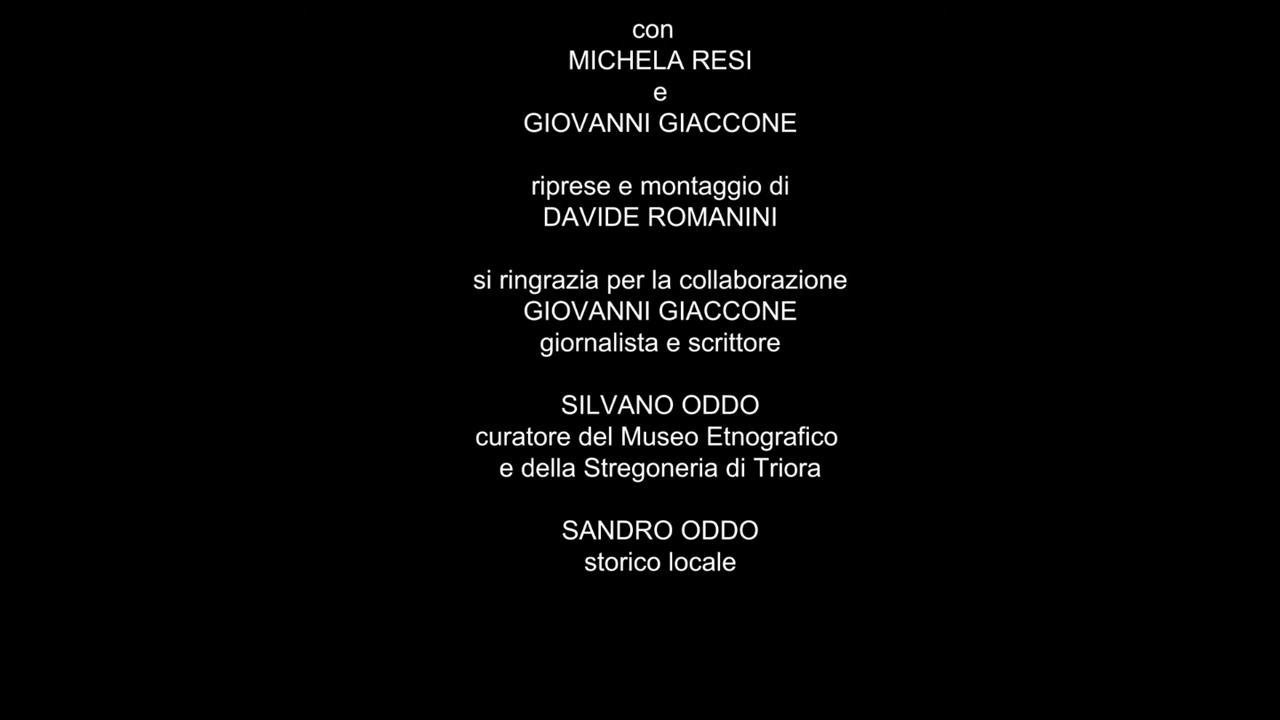 con
MICHELA RESI
e
GIOVANNI GIACCONE
riprese e montaggio di
DAVIDE ROMANINI
si ringrazia per la collaborazione
GIOVANNI GIACCONE
giornalista e scrittore
SILVANO ODDO
curatore del Museo Etnografico
e della Stregoneria di Triora
SANDRO ODDO
storico locale